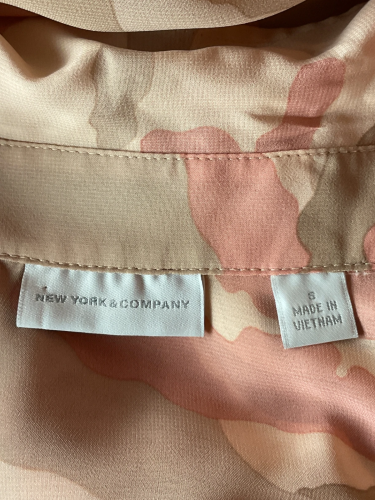 NEW YORK & COMPANY
S
MADE IN
VIETNAM